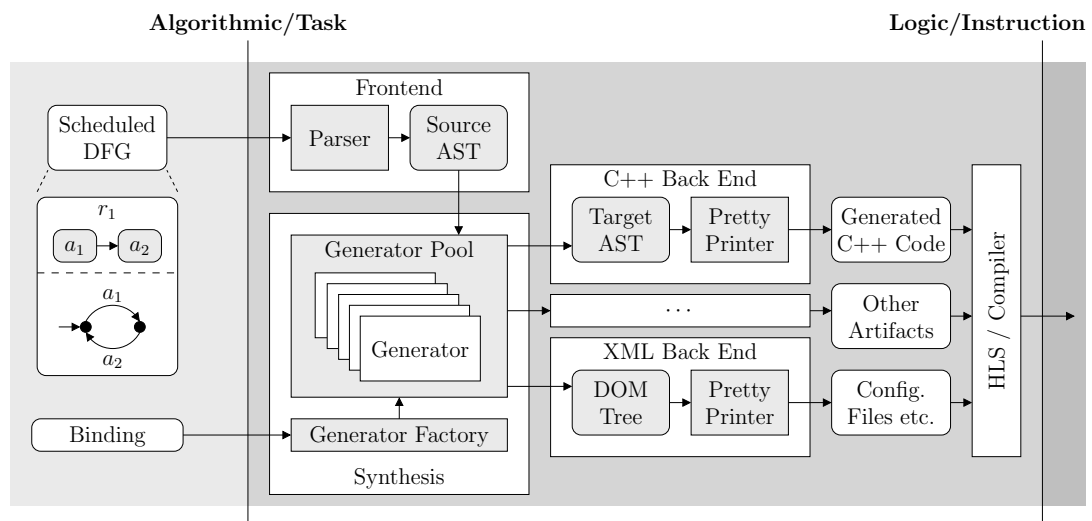 Algorithmic/Task
Logic/Instruction
Frontend
Scheduled
DFG
Parser
Source
AST
r1
a1
a2
a1
a2
Binding
Generator Pool
Generator
Generator Factory
Synthesis
C++ Back End
Target
AST
Pretty
Printer
Generated
C++ Code
...
Other
Artifacts
XML Back End
DOM
Tree
Pretty
Printer
Config.
Files etc.
HLS / Compiler